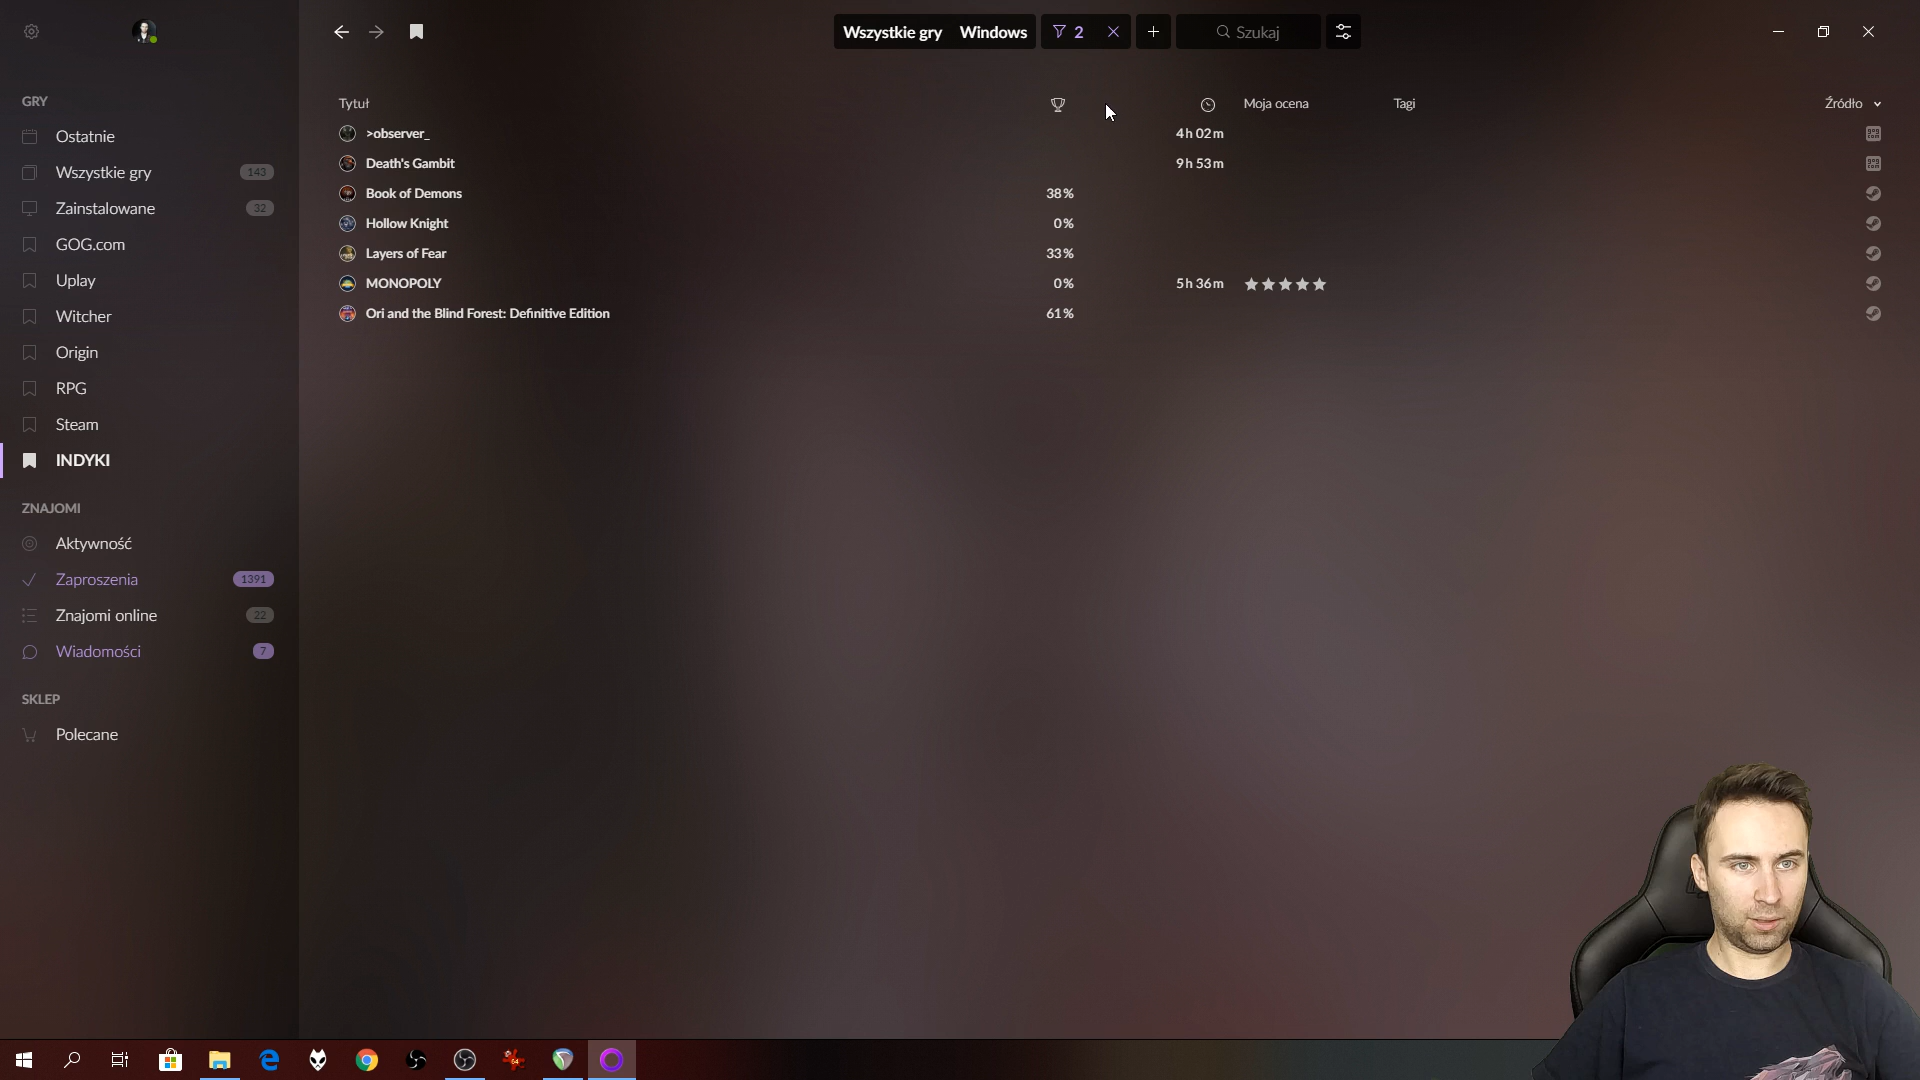 Wszystkie gry Windows 2 Szukaj
GRY
Ostatnie
Wszystkie gry 143
Zainstalowane 32
GOG.com
Uplay
Witcher
Origin
RPG
Steam
INDYKI
ZNAJOMI
Aktywność
Zaproszenia 1391
Znajomi online 22
Wiadomości 7
SKLEP
Polecane
Tytuł Moja ocena Tagi Źródło
>observer_ 4h 02m
Death's Gambit 9h 53m
Book of Demons 38%
Hollow Knight 0%
Layers of Fear 33%
MONOPOLY 0% 5h 36m
Ori and the Blind Forest: Definitive Edition 61%